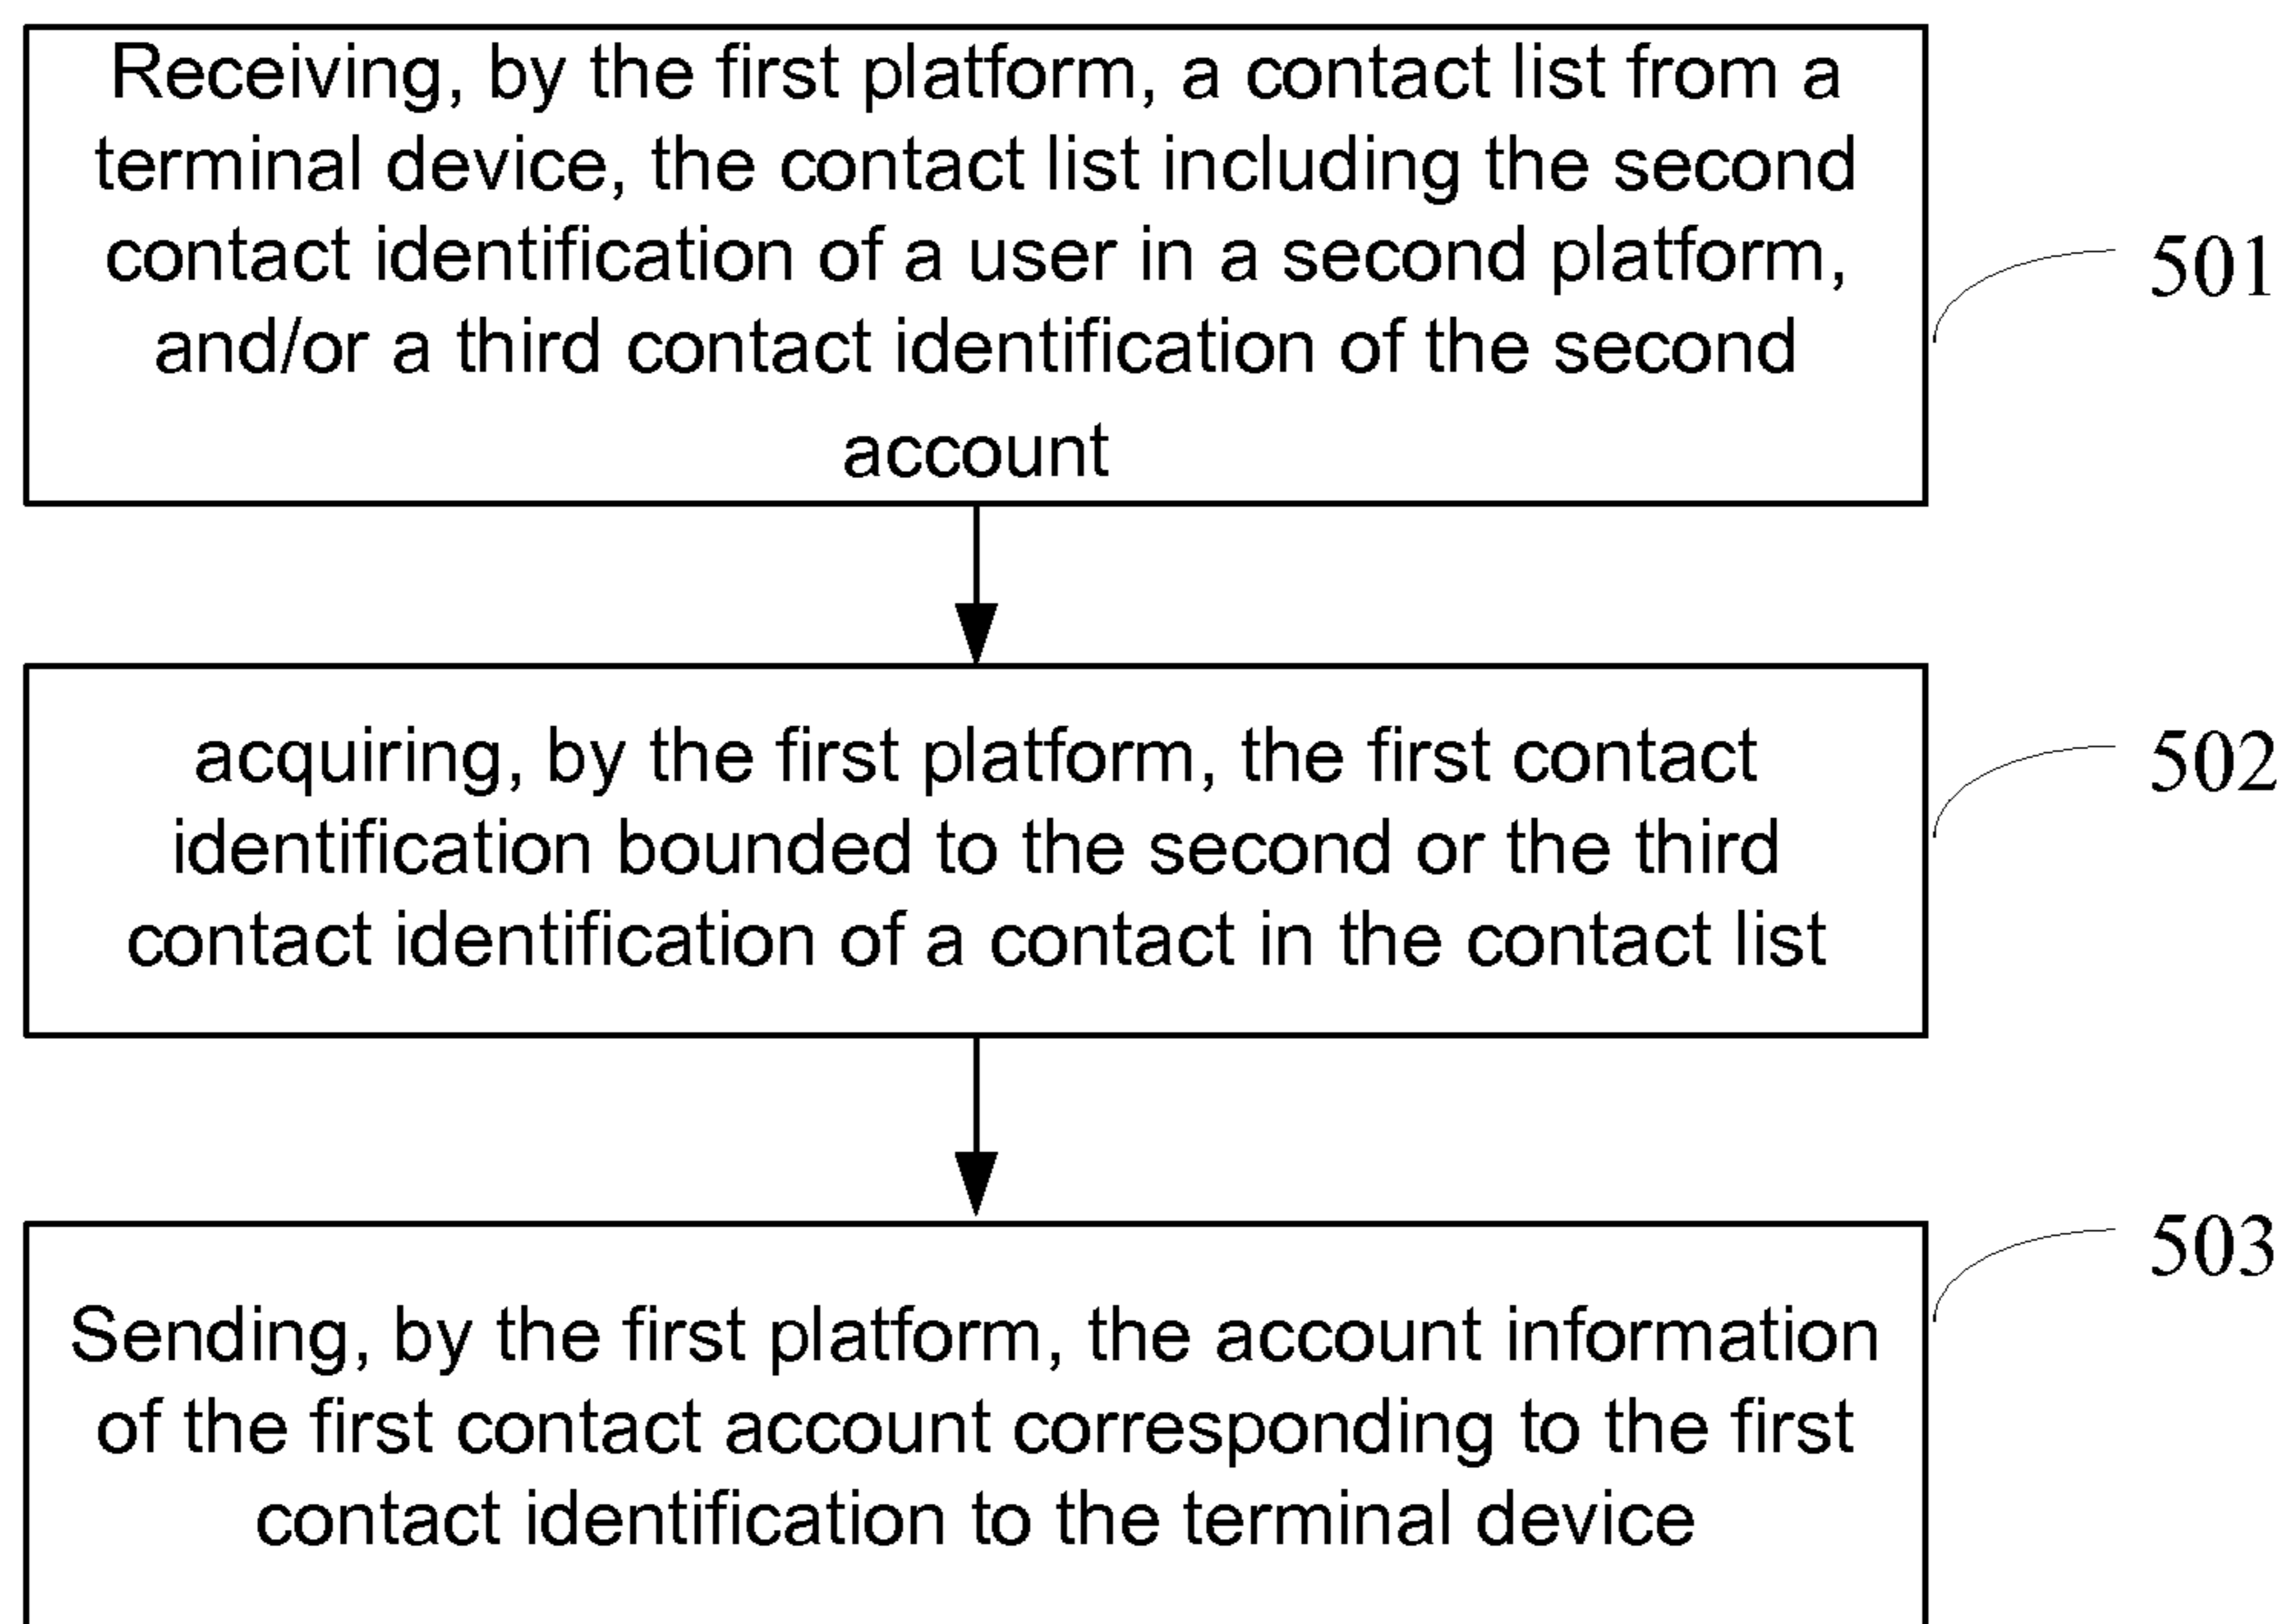 Receiving, by the first platform, a contact list from a
terminal device, the contact list including the second
contact identification of a user in a second platform,
and/or a third contact identification of the second
account
501
acquiring, by the first platform, the first contact
identification bounded to the second or the third
contact identification of a contact in the contact list
502
Sending, by the first platform, the account information
of the first contact account corresponding to the first
contact identification to the terminal device
503